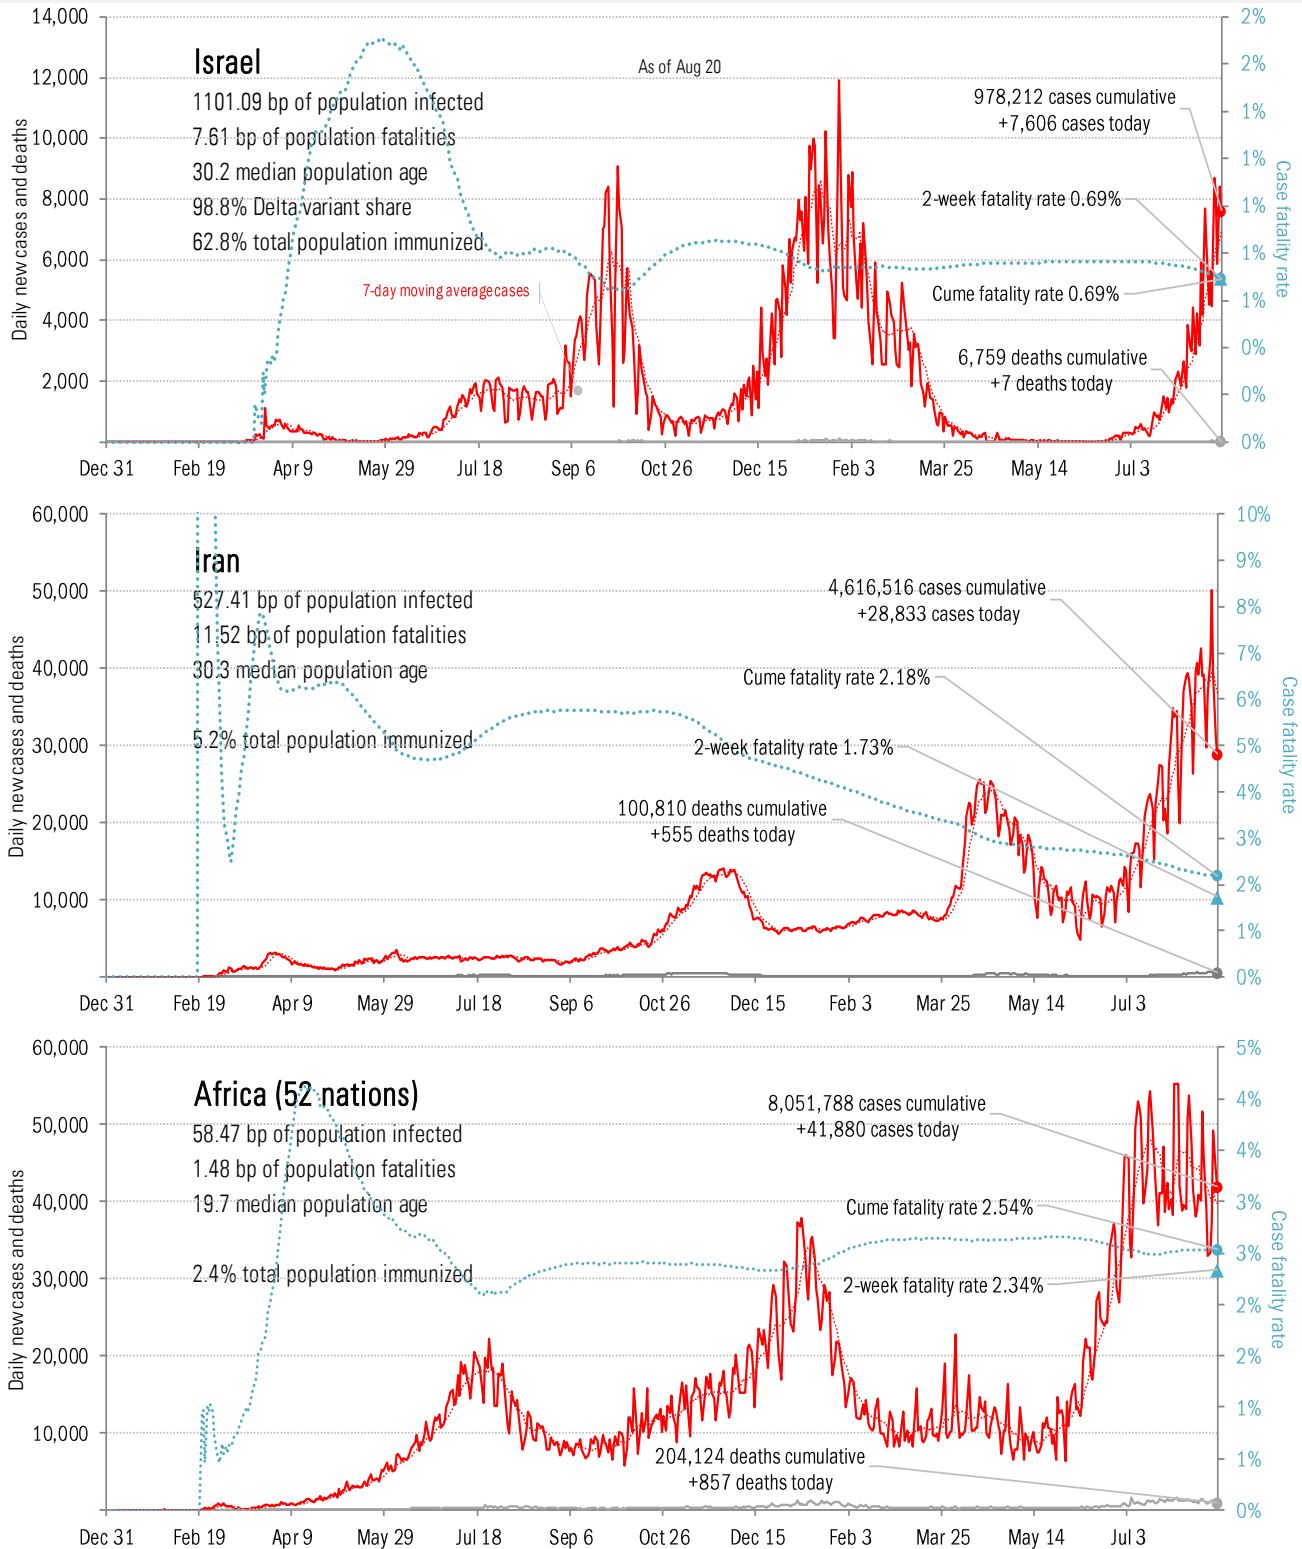 14,000
12,000
10,000
8,000
6,000
4,000
2,000
Daily new cases and deaths
Israel
1101.09 bp of population infected
7.61 bp of population fatalities
30.2 median population age
98.8% Delta variant share
62.8% total population immunized
As of Aug 20
7-day moving average cases
978,212 cases cumulative
+7,606 cases today
2-week fatality rate 0.69%
Cume fatality rate 0.69%
6,759 deaths cumulative
+7 deaths today
2%
2%
1%
1%
1%
1%
1%
0%
0%
0%
Case fatality rate
Dec 31 Feb 19 Apr 9 May 29 Jul 18 Sep 6 Oct 26 Dec 15 Feb 3 Mar 25 May 14 Jul 3
60,000
50,000
40,000
30,000
20,000
10,000
Daily new cases and deaths
Iran
527.41 bp of population infected
11.52 bp of population fatalities
30.3 median population age
5.2% total population immunized
4,616,516 cases cumulative
+28,833 cases today
Cume fatality rate 2.18%
2-week fatality rate 1.73%
100,810 deaths cumulative
+555 deaths today
10%
9%
8%
7%
6%
5%
4%
3%
2%
1%
0%
Case fatality rate
Dec 31 Feb 19 Apr 9 May 29 Jul 18 Sep 6 Oct 26 Dec 15 Feb 3 Mar 25 May 14 Jul 3
60,000
50,000
40,000
30,000
20,000
10,000
Daily new cases and deaths
Africa (52 nations)
58.47 bp of population infected
1.48 bp of population fatalities
19.7 median population age
2.4% total population immunized
8,051,788 cases cumulative
+41,880 cases today
Cume fatality rate 2.54%
2-week fatality rate 2.34%
204,124 deaths cumulative
+857 deaths today
5%
4%
4%
3%
3%
2%
2%
1%
1%
0%
Case fatality rate
Dec 31 Feb 19 Apr 9 May 29 Jul 18 Sep 6 Oct 26 Dec 15 Feb 3 Mar 25 May 14 Jul 3